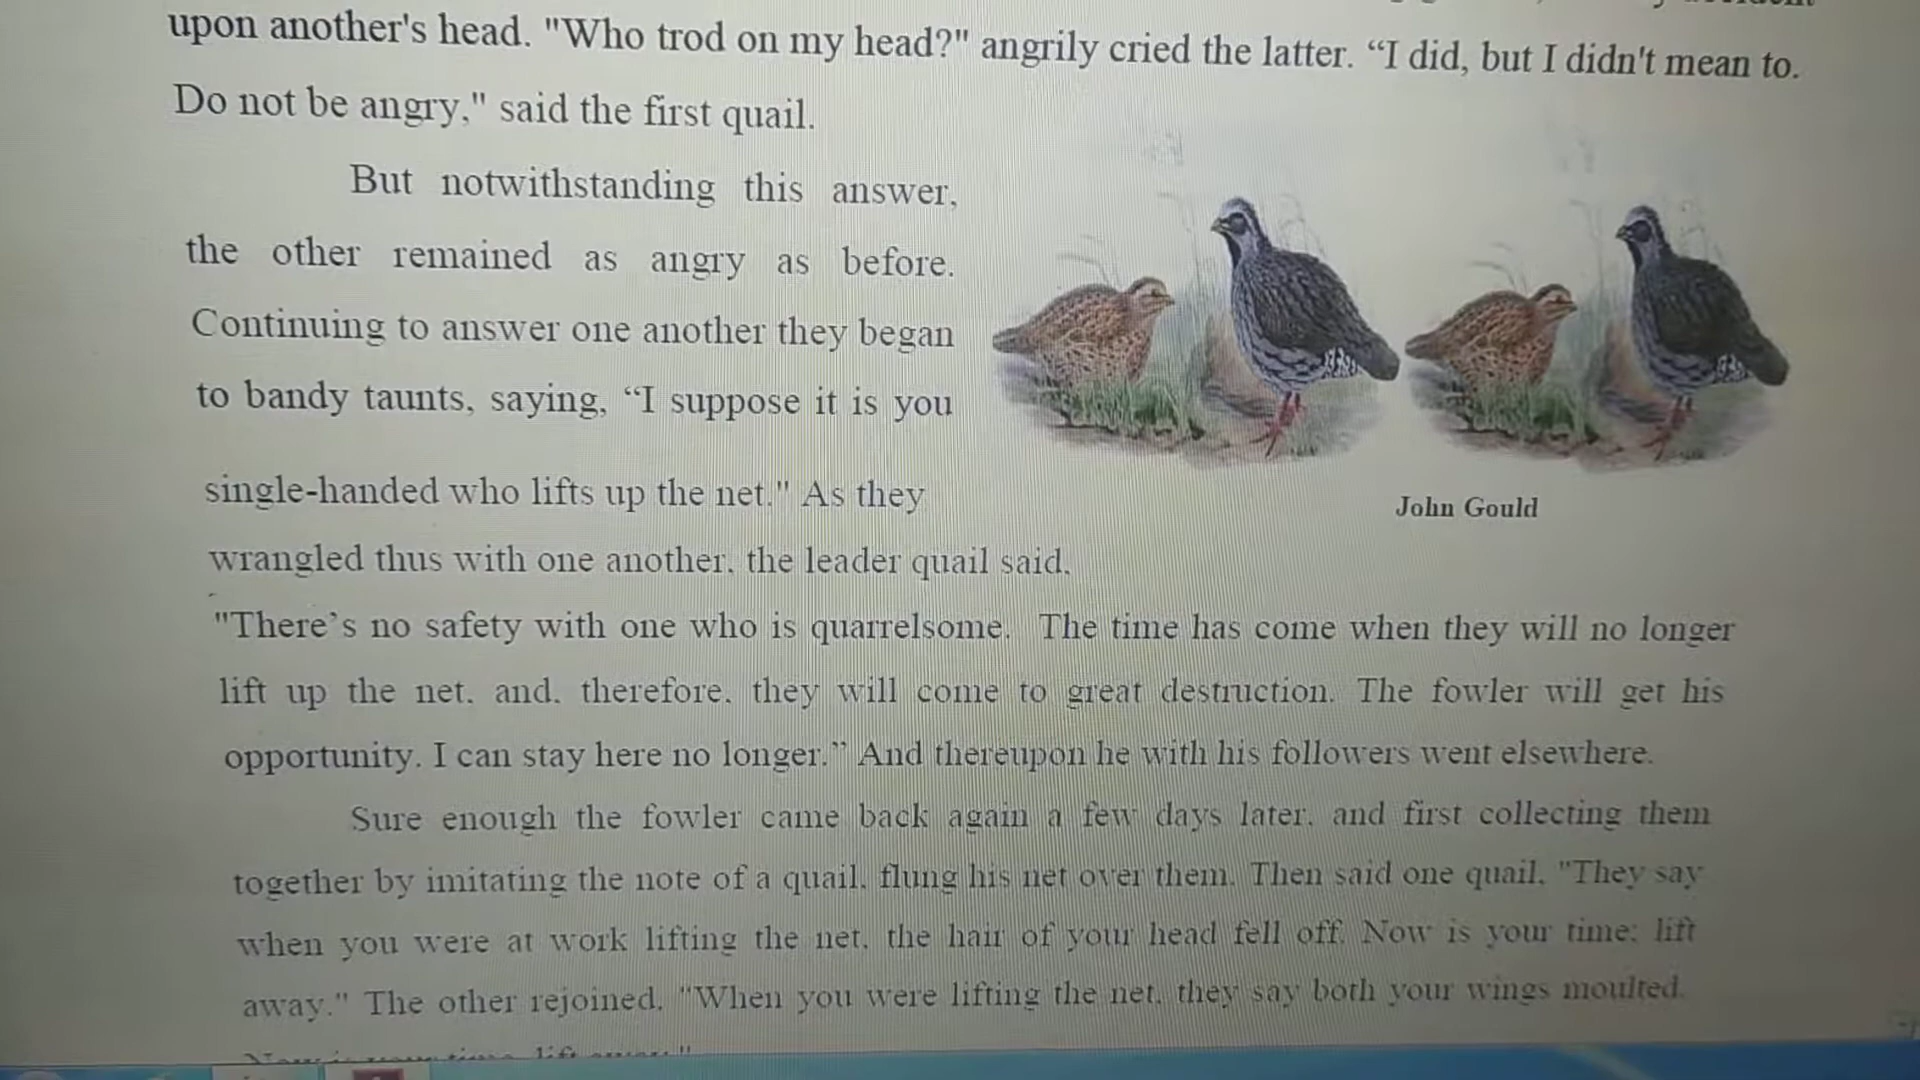 upon another's head. "Who trod on my head?" angrily cried the latter. “I did, but I didn't mean to.
Do not be angry," said the first quail.
But notwithstanding this answer,
the other remained as angry as before.
Continuing to answer one another they began
to bandy taunts, saying, “I suppose it is you
single-handed who lifts up the net." As they
John Gould
wrangled thus with one another, the leader quail said,
"There’s no safety with one who is quarrelsome. The time has come when they will no longer
lift up the net, and, therefore, they will come to great destruction. The fowler will get his
opportunity. I can stay here no longer.” And thereupon he with his followers went elsewhere.
Sure enough the fowler came back again a few days later, and first collecting them
together by imitating the note of a quail, flung his net over them. Then said one quail, "They say
when you were at work lifting the net, the hair of your head fell off. Now is your time; lift
away." The other rejoined, "When you were lifting the net, they say both your wings moulted.